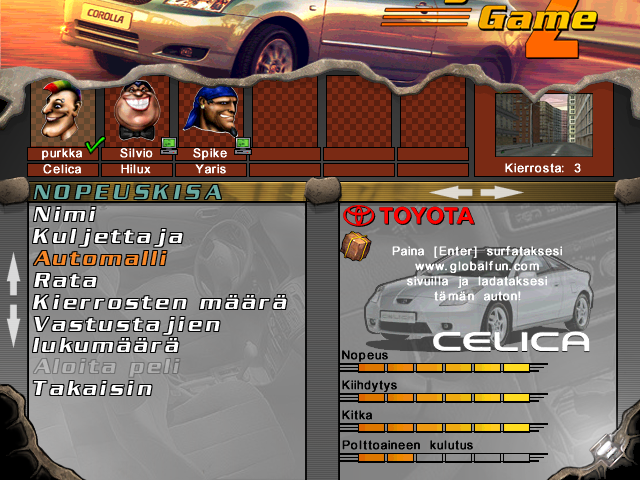 COROLLA
Game
2
purkka
Silvio
Spike
Celica
Hilux
Yaris
Kierrosta: 3
NOPEUSKISA
Nimi
Kuljettaja
Automalli
Rata
Kierrosten määrä
Vastustajien
lukumäärä
Aloita peli
Takaisin
TOYOTA
Paina [Enter] surfataksesi
www.globalfun.com
sivuilla ja ladataksesi
tämän auton!
CELICA
Nopeus
Kiihdytys
Kitka
Polttoaineen kulutus